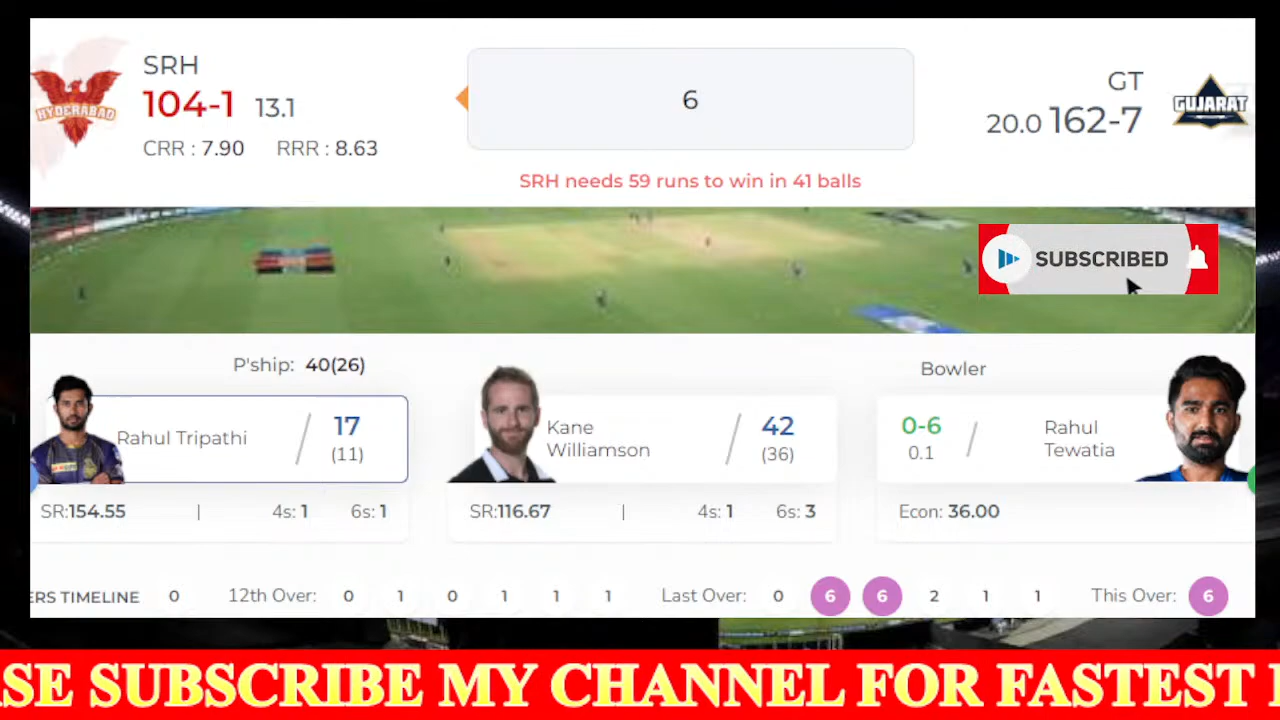 SRH
104-1 13.1
CRR : 7.90 RRR : 8.63
HYDERABAD
6
SRH needs 59 runs to win in 41 balls
GT
20.0 162-7
GUJARAT
SUBSCRIBED
P'ship: 40(26)
Rahul Tripathi
17
(11)
SR:154.55 | 4s: 1 6s: 1
Kane
Williamson
42
(36)
SR:116.67 | 4s: 1 6s: 3
Bowler
0-6
0.1
Rahul
Tewatia
Econ: 36.00
ERS TIMELINE 0 12th Over: 0 1 0 1 1 1 Last Over: 0 6 6 2 1 1 This Over: 6
SE SUBSCRIBE MY CHANNEL FOR FASTEST